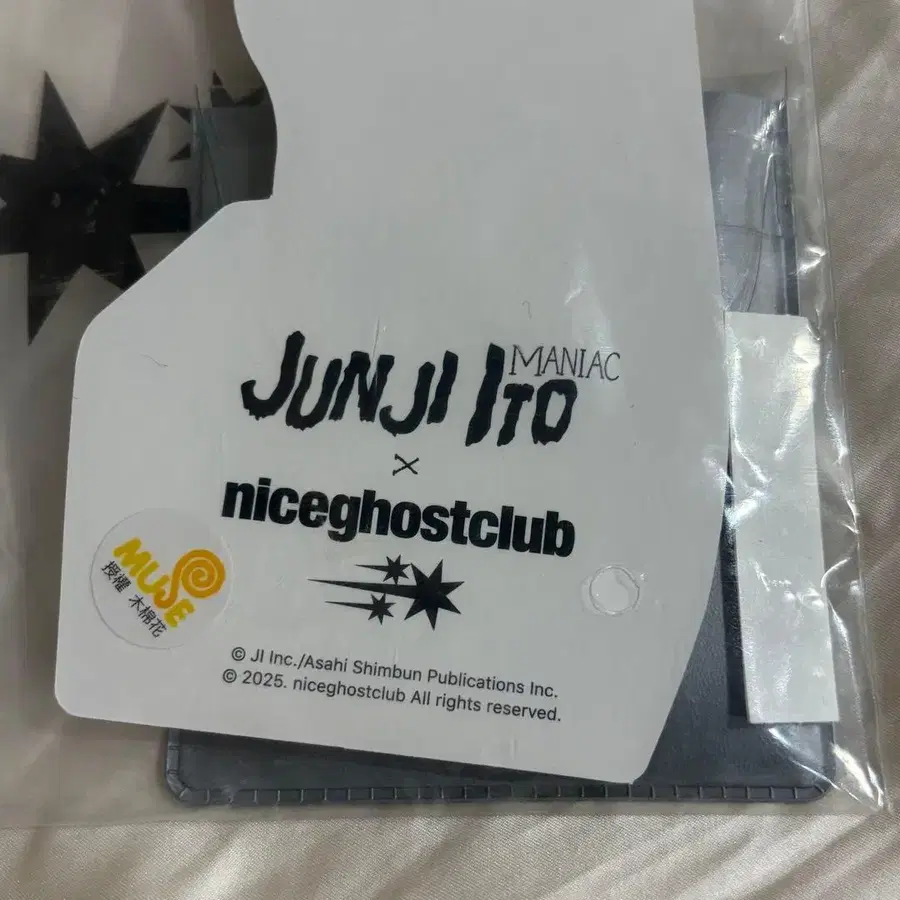 JUNJI ITO MANIAC
X
niceghostclub
MUSE
授權 木棉花
© JI Inc./Asahi Shimbun Publications Inc.
© 2025. niceghostclub All rights reserved.